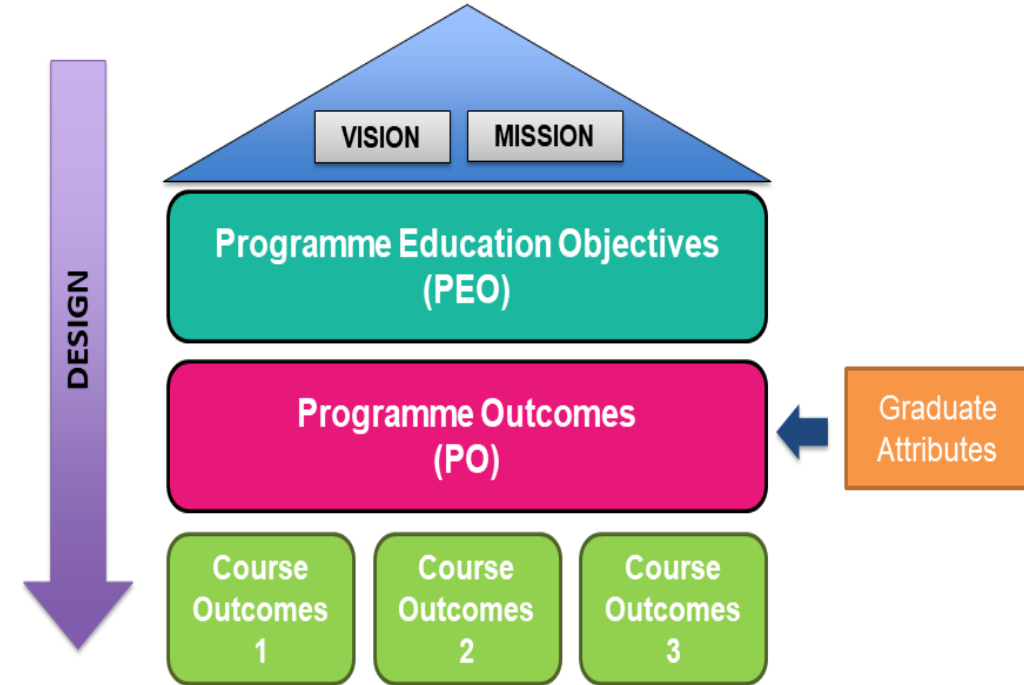 VISION
MISSION
DESIGN
Programme Education Objectives
(PEO)
Programme Outcomes
(PO)
Graduate
Attributes
Course
Outcomes
1
Course
Outcomes
2
Course
Outcomes
3